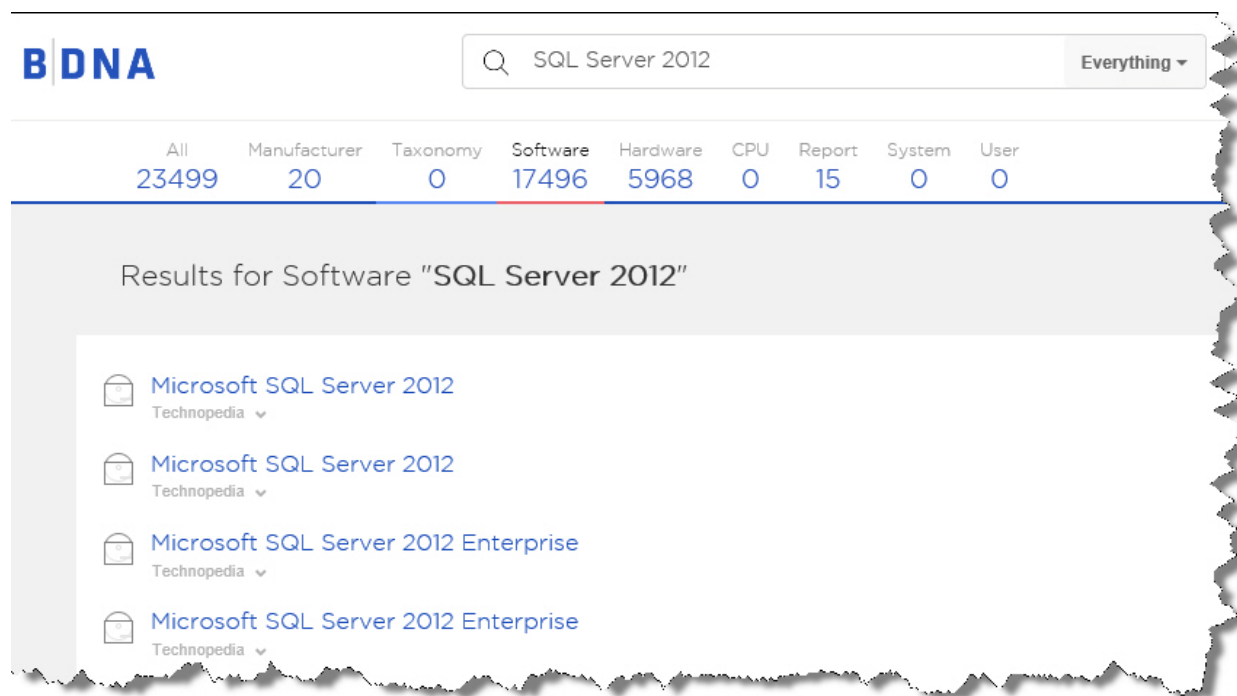 BDNA
SQL Server 2012
Everything
All Manufacturer Taxonomy Software Hardware CPU Report System User
23499 20 0 17496 5968 0 15 0 0
Results for Software "SQL Server 2012"
Microsoft SQL Server 2012
Technopedia
Microsoft SQL Server 2012
Technopedia
Microsoft SQL Server 2012 Enterprise
Technopedia
Microsoft SQL Server 2012 Enterprise
Technopedia